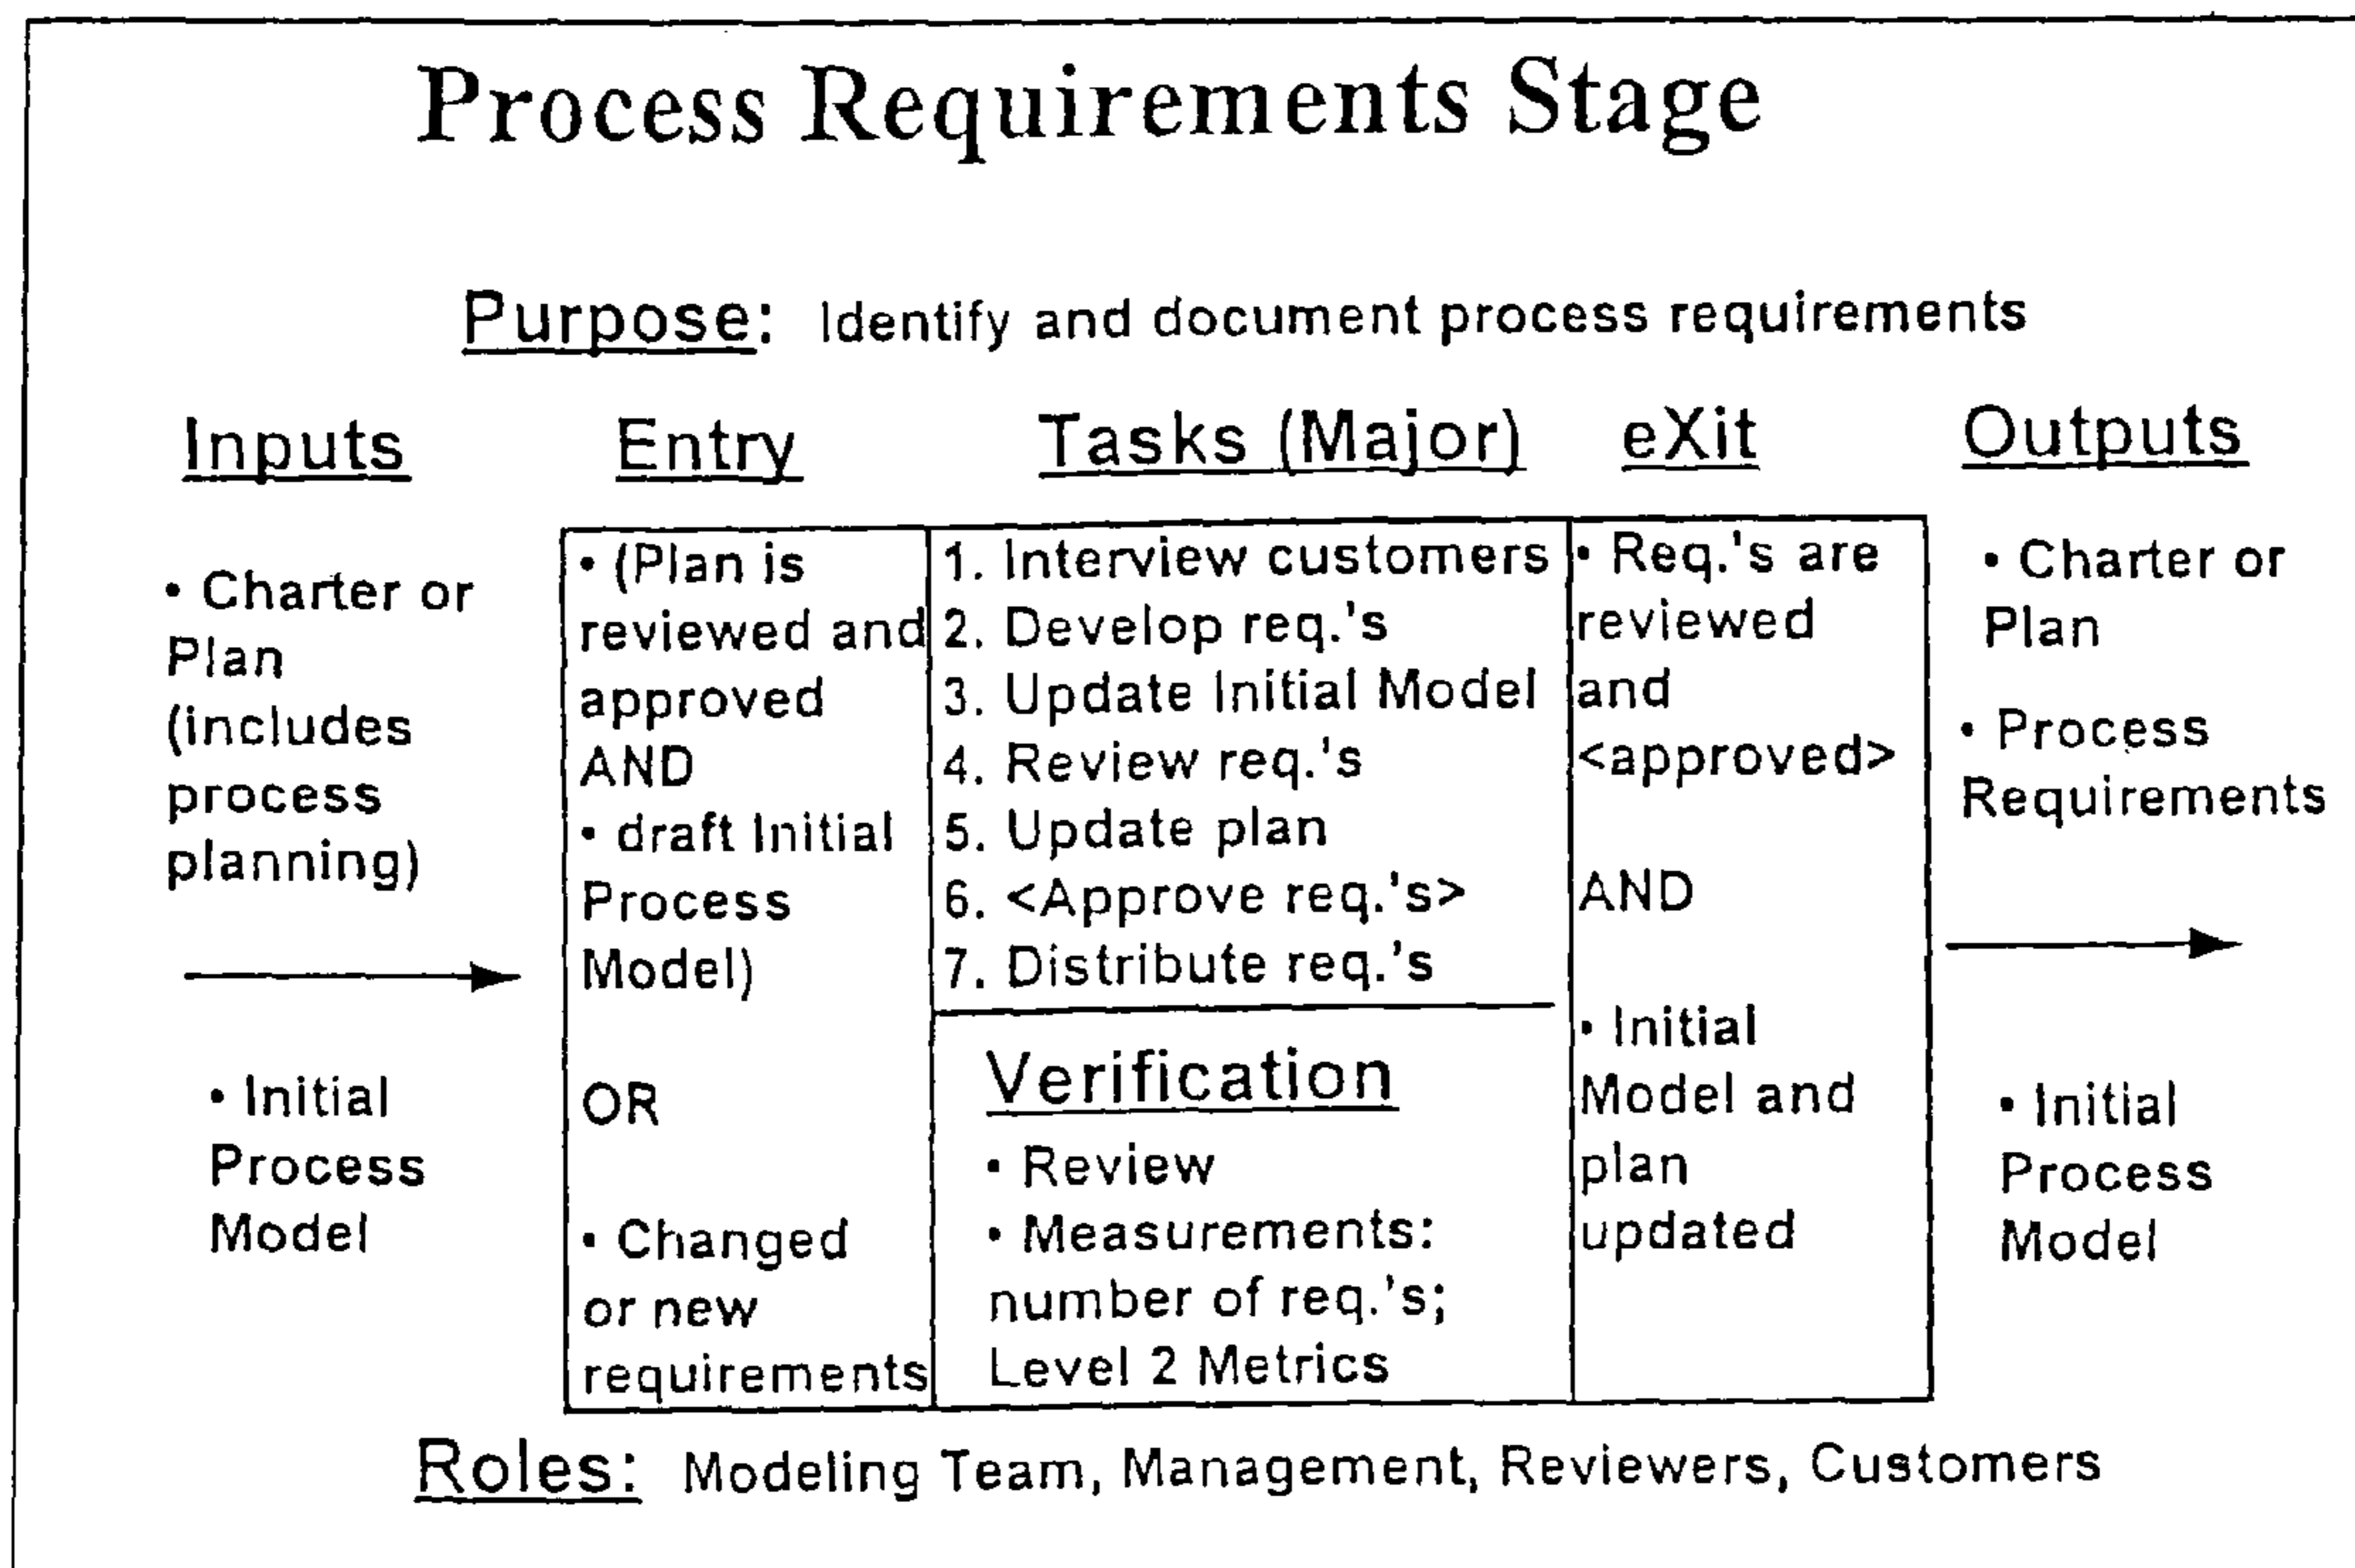 Process Requirements Stage
Purpose: Identify and document process requirements
Inputs
• Charter or
Plan
(includes
process
planning)
• Initial
Process
Model
Entry
• (Plan is
reviewed and
approved
AND
• draft Initial
Process
Model)
OR
• Changed
or new
requirements
Tasks (Major)
1. Interview customers
2. Develop req.'s
3. Update Initial Model
4. Review req.'s
5. Update plan
6. <Approve req.'s>
7. Distribute req.'s
Verification
• Review
• Measurements:
number of req.'s;
Level 2 Metrics
eXit
• Req.'s are
reviewed
and
<approved>
AND
• Initial
Model and
plan
updated
Outputs
• Charter or
Plan
• Process
Requirements
• Initial
Process
Model
Roles: Modeling Team, Management, Reviewers, Customers